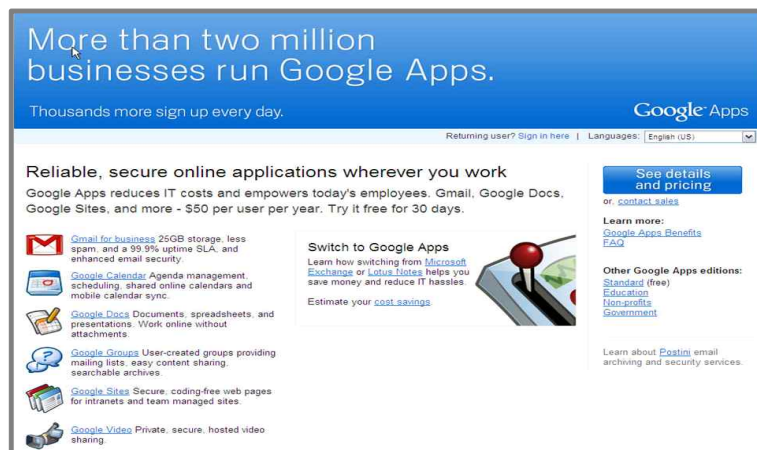 More than two million
businesses run Google Apps.
Thousands more sign up every day.
Google Apps
Returning user? Sign in here | Languages: English (US)
Reliable, secure online applications wherever you work
Google Apps reduces IT costs and empowers today's employees. Gmail, Google Docs,
Google Sites, and more - $50 per user per year. Try it free for 30 days.
Gmail for business 25GB storage, less
spam, and a 99.9% uptime SLA, and
enhanced email security.
Google Calendar Agenda management,
scheduling, shared online calendars and
mobile calendar sync.
Google Docs Documents, spreadsheets, and
presentations. Work online without
attachments.
Google Groups User-created groups providing
mailing lists, easy content sharing,
searchable archives.
Google Sites Secure, coding-free web pages
for intranets and team managed sites.
Google Video Private, secure, hosted video
sharing.
Switch to Google Apps
Learn how switching from Microsoft
Exchange or Lotus Notes helps you
save money and reduce IT hassles.
Estimate your cost savings.
See details
and pricing
or, contact sales
Learn more:
Google Apps Benefits
FAQ
Other Google Apps editions:
Standard (free)
Education
Non-profits
Government
Learn about Postini email
archiving and security services.